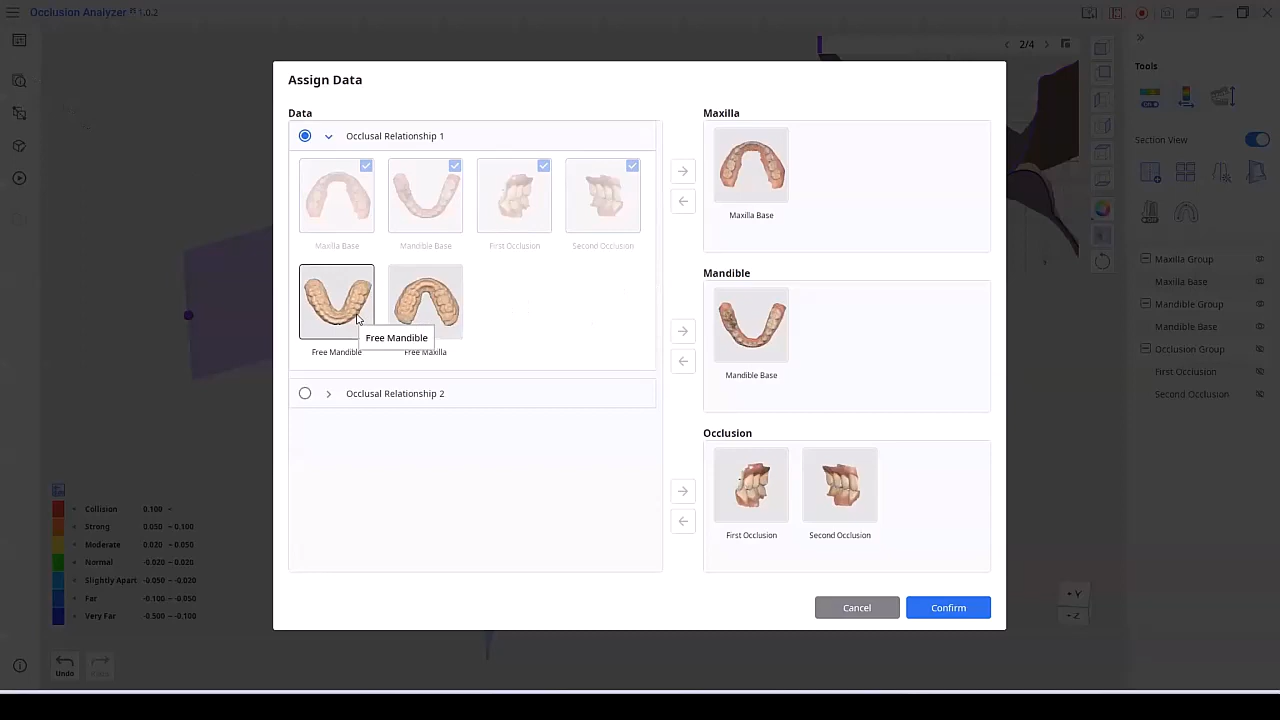 Occlusion Analyzer 1.0.2
2/4
Assign Data
Data
Occlusal Relationship 1
Maxilla Base
Mandible Base
First Occlusion
Second Occlusion
Free Mandible
Free Mandible
Free Maxilla
Occlusal Relationship 2
Maxilla
Maxilla Base
Mandible
Mandible Base
Occlusion
First Occlusion
Second Occlusion
Cancel
Confirm
Tools
Section View
Maxilla Group
Maxilla Base
Mandible Group
Mandible Base
Occlusion Group
First Occlusion
Second Occlusion
Collision 0.100 ~
Strong 0.050 ~ 0.100
Moderate 0.020 ~ 0.050
Normal -0.020 ~ 0.020
Slightly Apart -0.050 ~ -0.020
Far -0.100 ~ -0.050
Very Far -0.500 ~ -0.100
Undo
Y
-Z